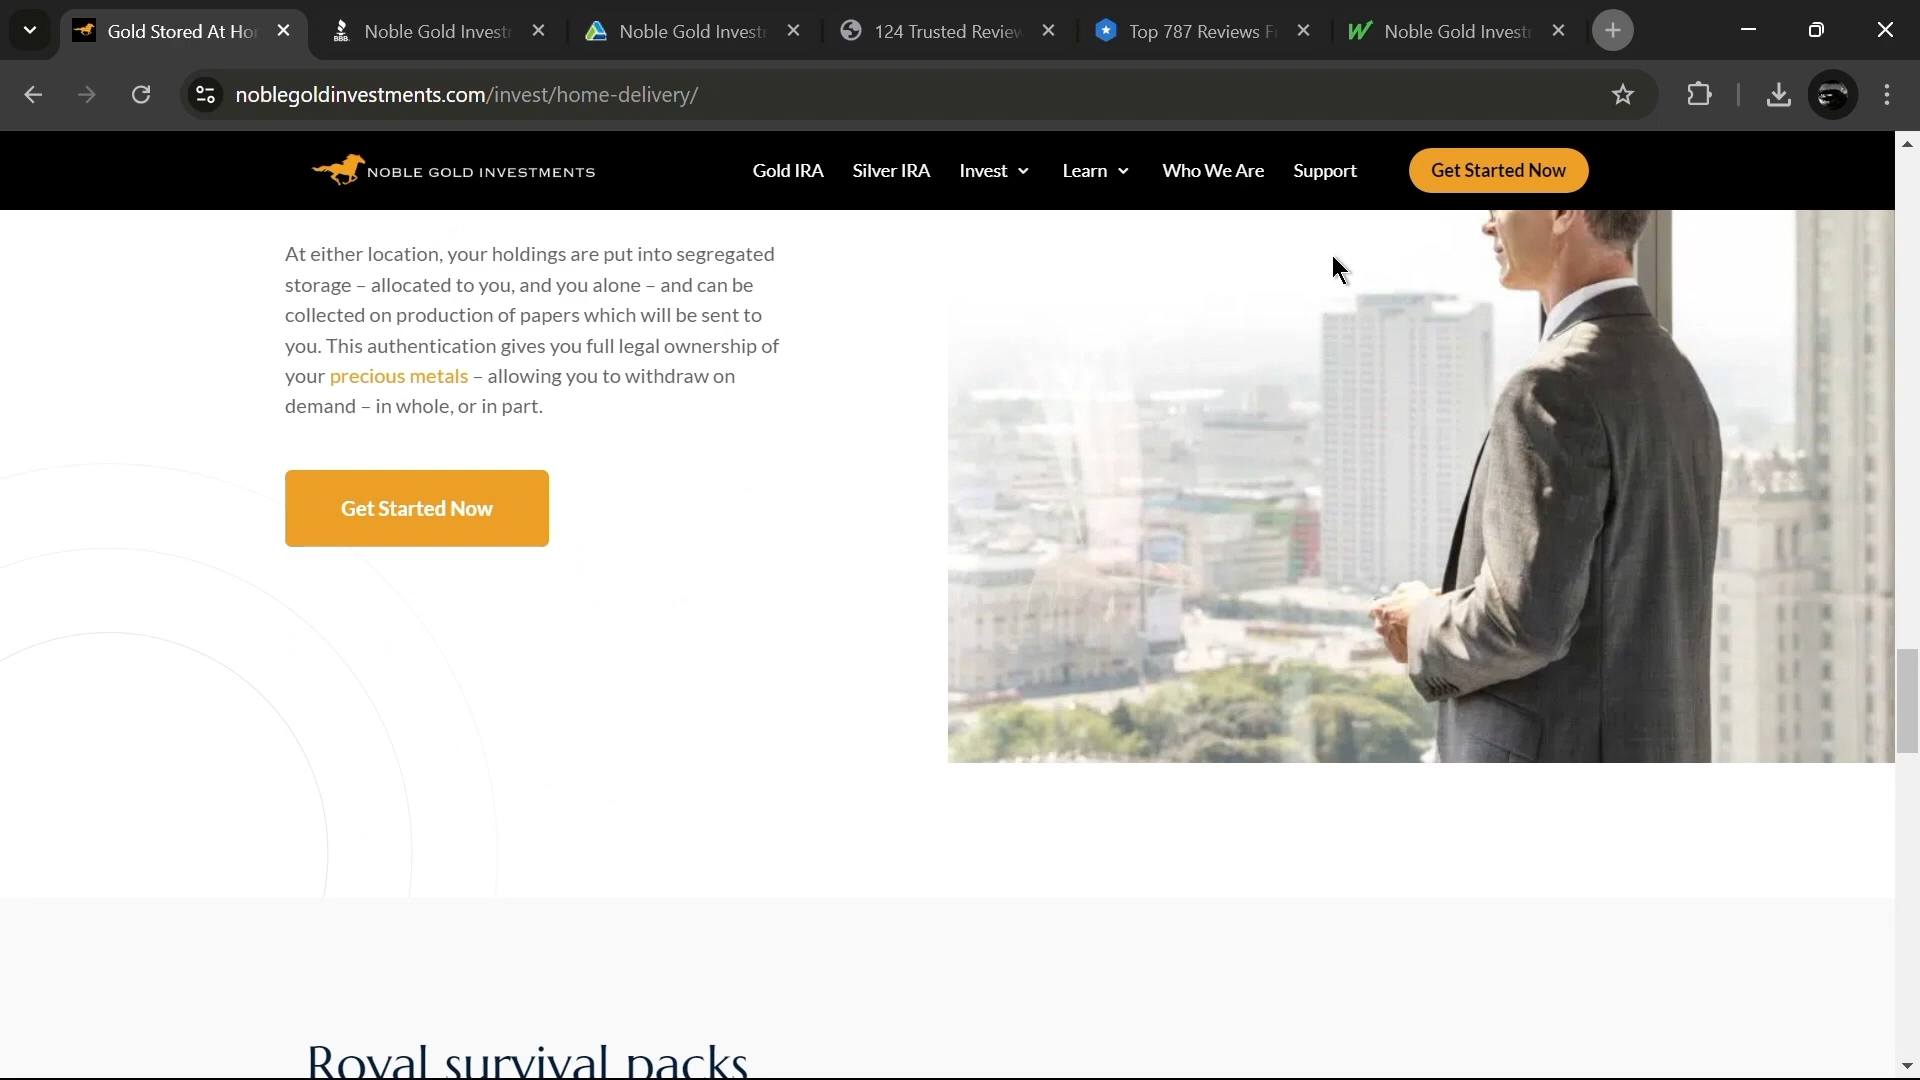 Gold Stored At Ho
Noble Gold Invest
Noble Gold Invest
124 Trusted Review
Top 787 Reviews F
Noble Gold Invest
noblegoldinvestments.com/invest/home-delivery/
NOBLE GOLD INVESTMENTS
Gold IRA
Silver IRA
Invest
Learn
Who We Are
Support
Get Started Now
At either location, your holdings are put into segregated
storage – allocated to you, and you alone – and can be
collected on production of papers which will be sent to
you. This authentication gives you full legal ownership of
your precious metals – allowing you to withdraw on
demand – in whole, or in part.
Get Started Now
Royal survival packs